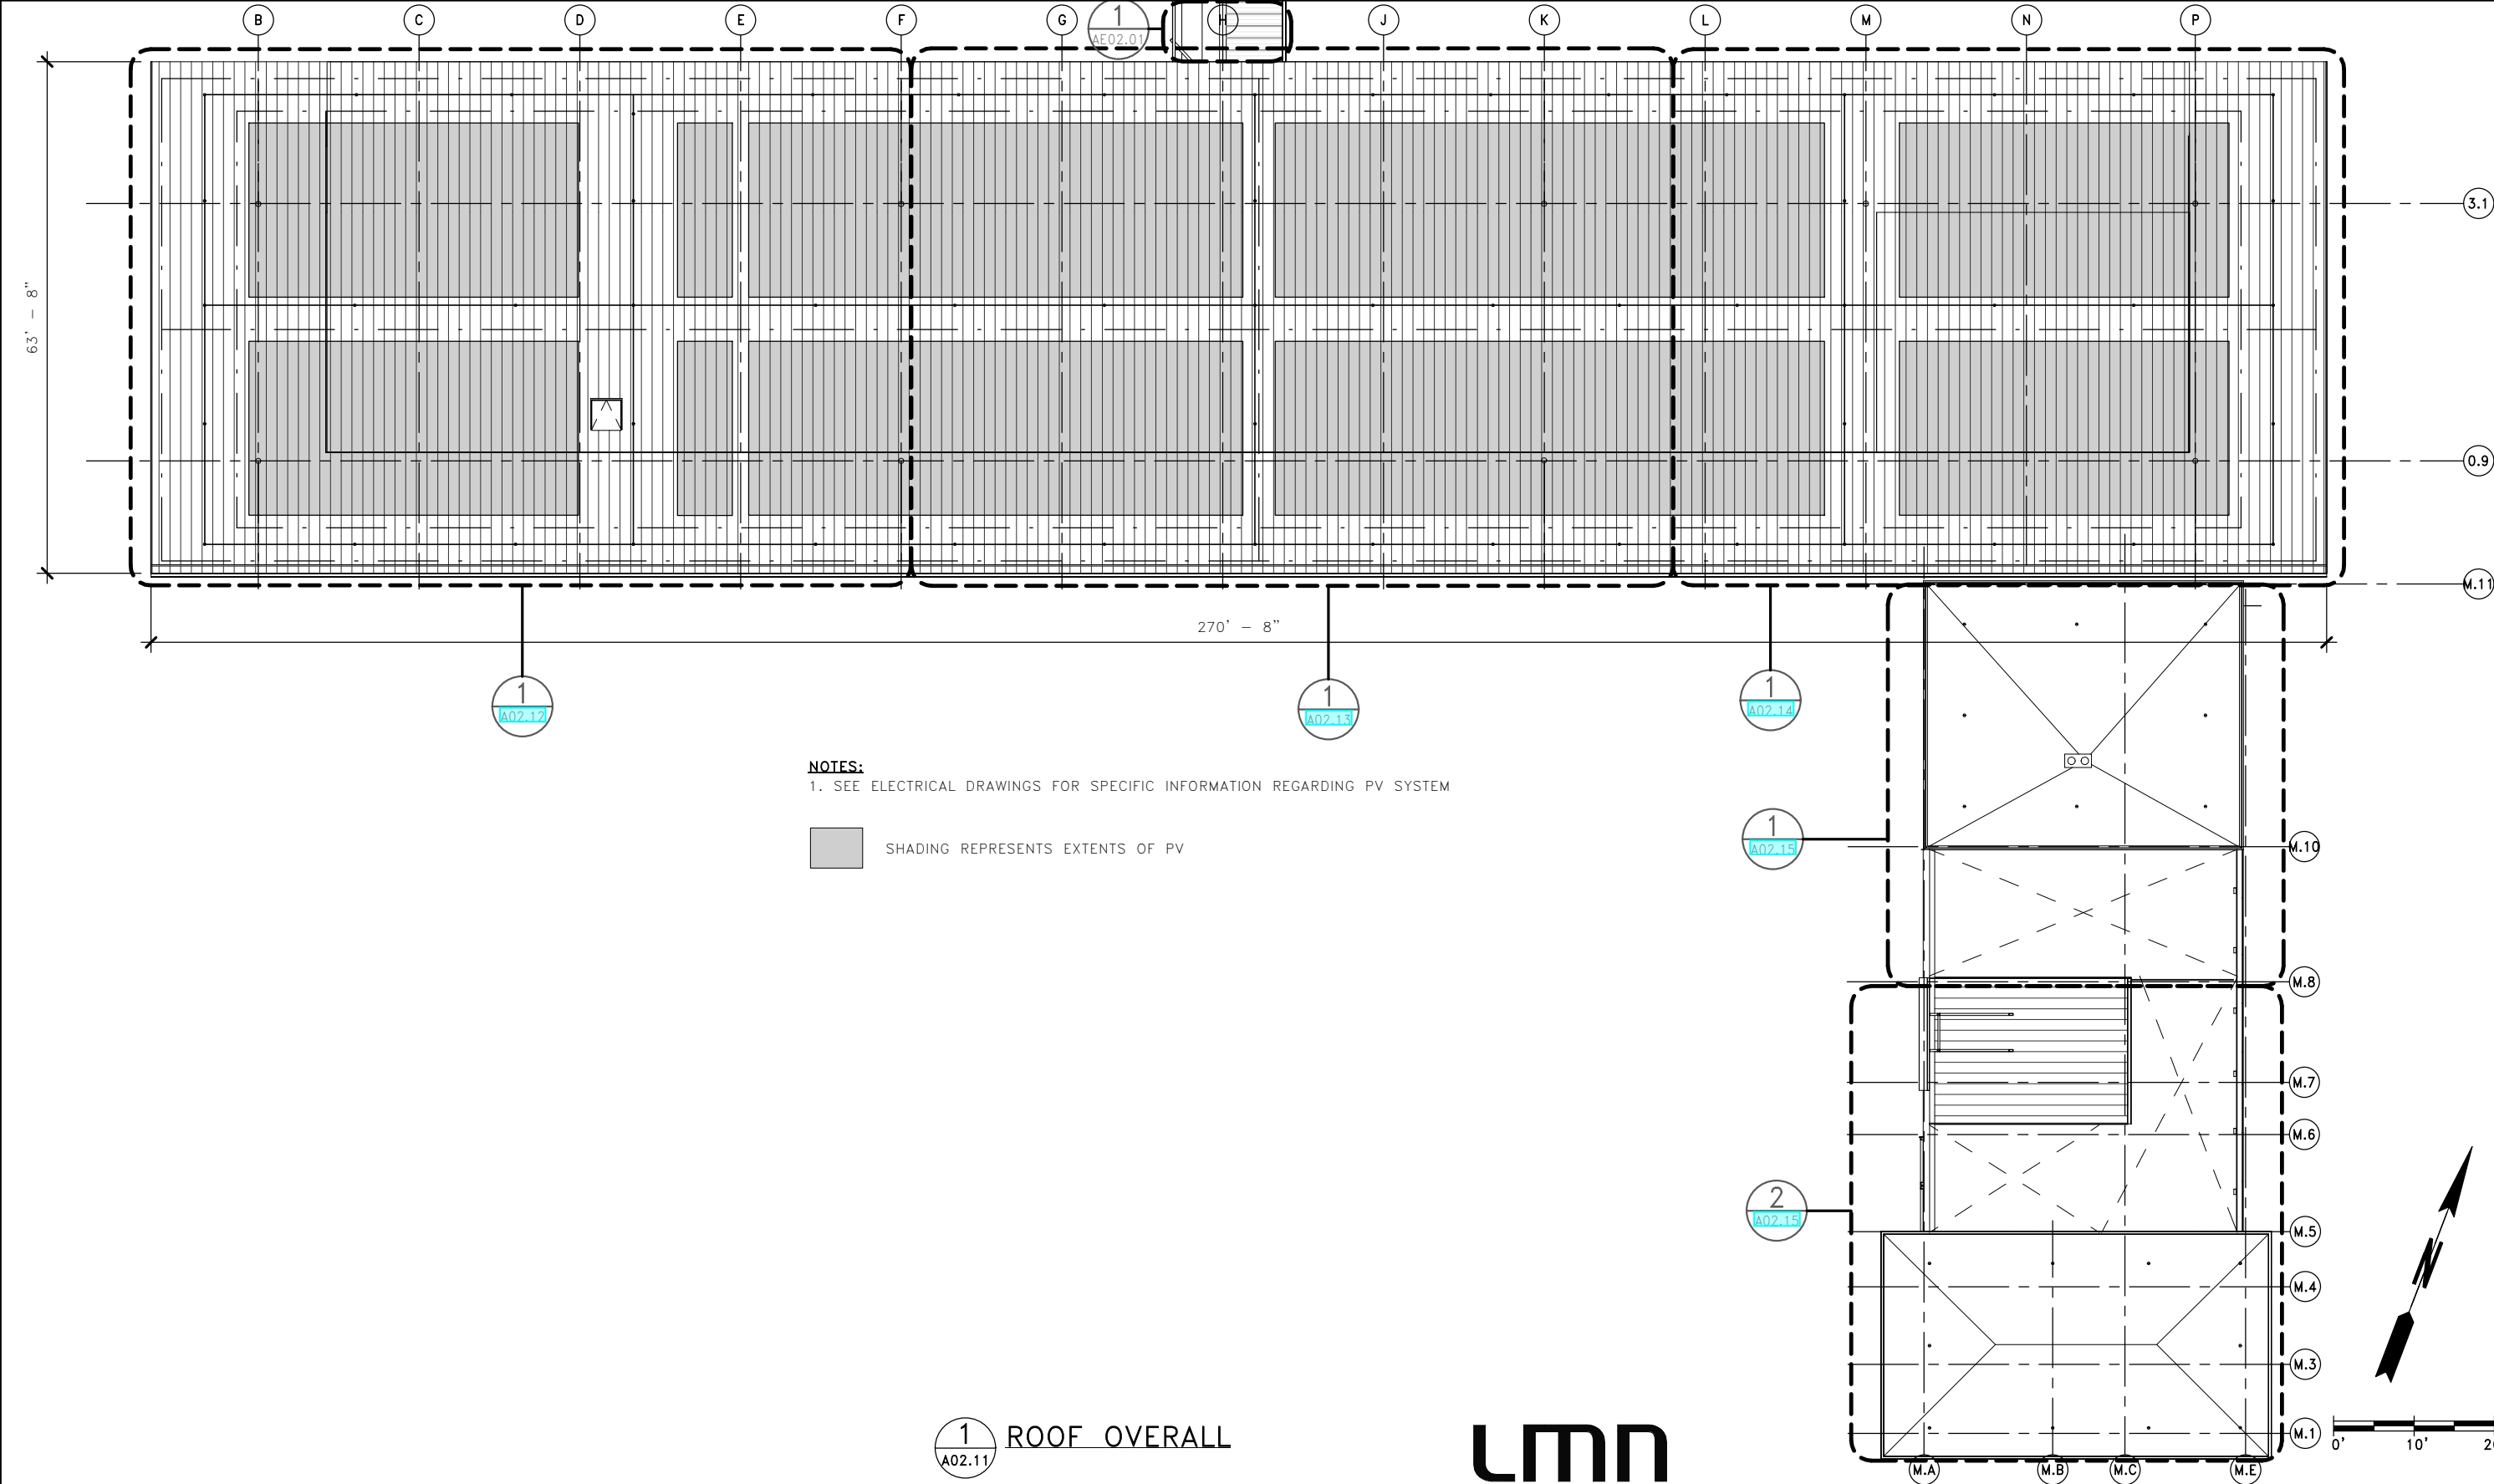 B C D E F G H J K L M N P
1
AE02.01
3.1
63' – 8"
0.9
M.11
270' – 8"
1
A02.12
1
A02.13
1
A02.14
NOTES:
1. SEE ELECTRICAL DRAWINGS FOR SPECIFIC INFORMATION REGARDING PV SYSTEM
SHADING REPRESENTS EXTENTS OF PV
1
A02.15
M.10
M.8
M.7
M.6
2
A02.15
M.5
M.4
N
M.3
M.1
1
A02.11
ROOF OVERALL
LMN
0' 10'
M.A M.B M.C M.E